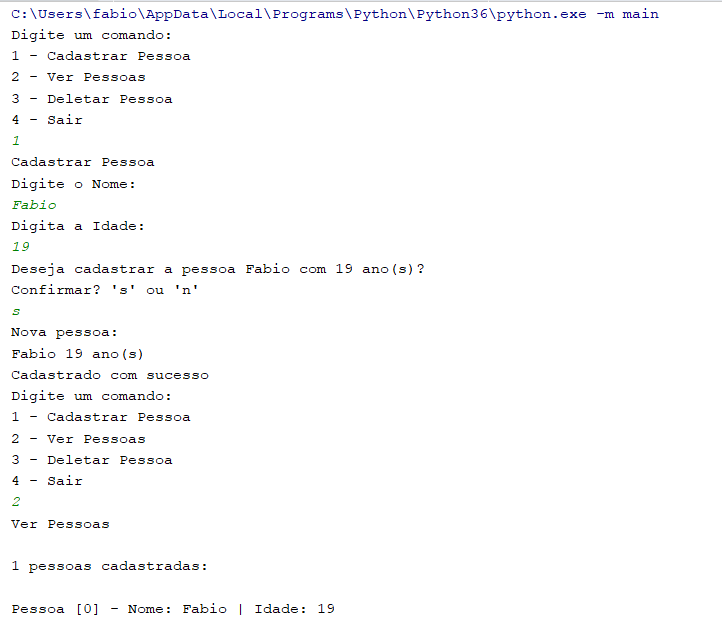 C:\Users\fabio\AppData\Local\Programs\Python\Python36\python.exe -m main
Digite um comando:
1 - Cadastrar Pessoa
2 - Ver Pessoas
3 - Deletar Pessoa
4 - Sair
1
Cadastrar Pessoa
Digite o Nome:
Fabio
Digita a Idade:
19
Deseja cadastrar a pessoa Fabio com 19 ano(s)?
Confirmar? 's' ou 'n'
s
Nova pessoa:
Fabio 19 ano(s)
Cadastrado com sucesso
Digite um comando:
1 - Cadastrar Pessoa
2 - Ver Pessoas
3 - Deletar Pessoa
4 - Sair
2
Ver Pessoas
1 pessoas cadastradas:
Pessoa [0] - Nome: Fabio | Idade: 19